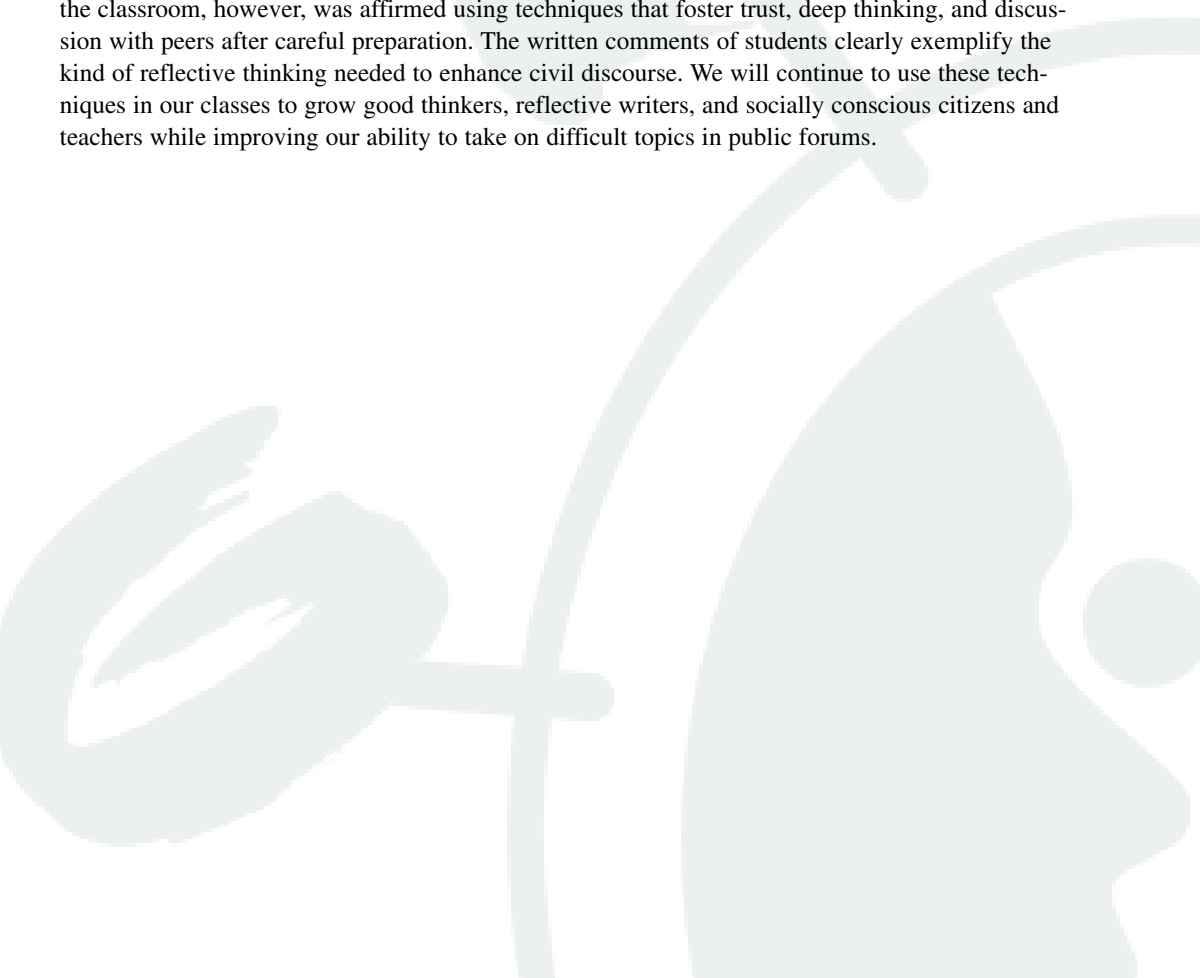 the classroom, however, was affirmed using techniques that foster trust, deep thinking, and discus-
sion with peers after careful preparation. The written comments of students clearly exemplify the
kind of reflective thinking needed to enhance civil discourse. We will continue to use these tech-
niques in our classes to grow good thinkers, reflective writers, and socially conscious citizens and
teachers while improving our ability to take on difficult topics in public forums.